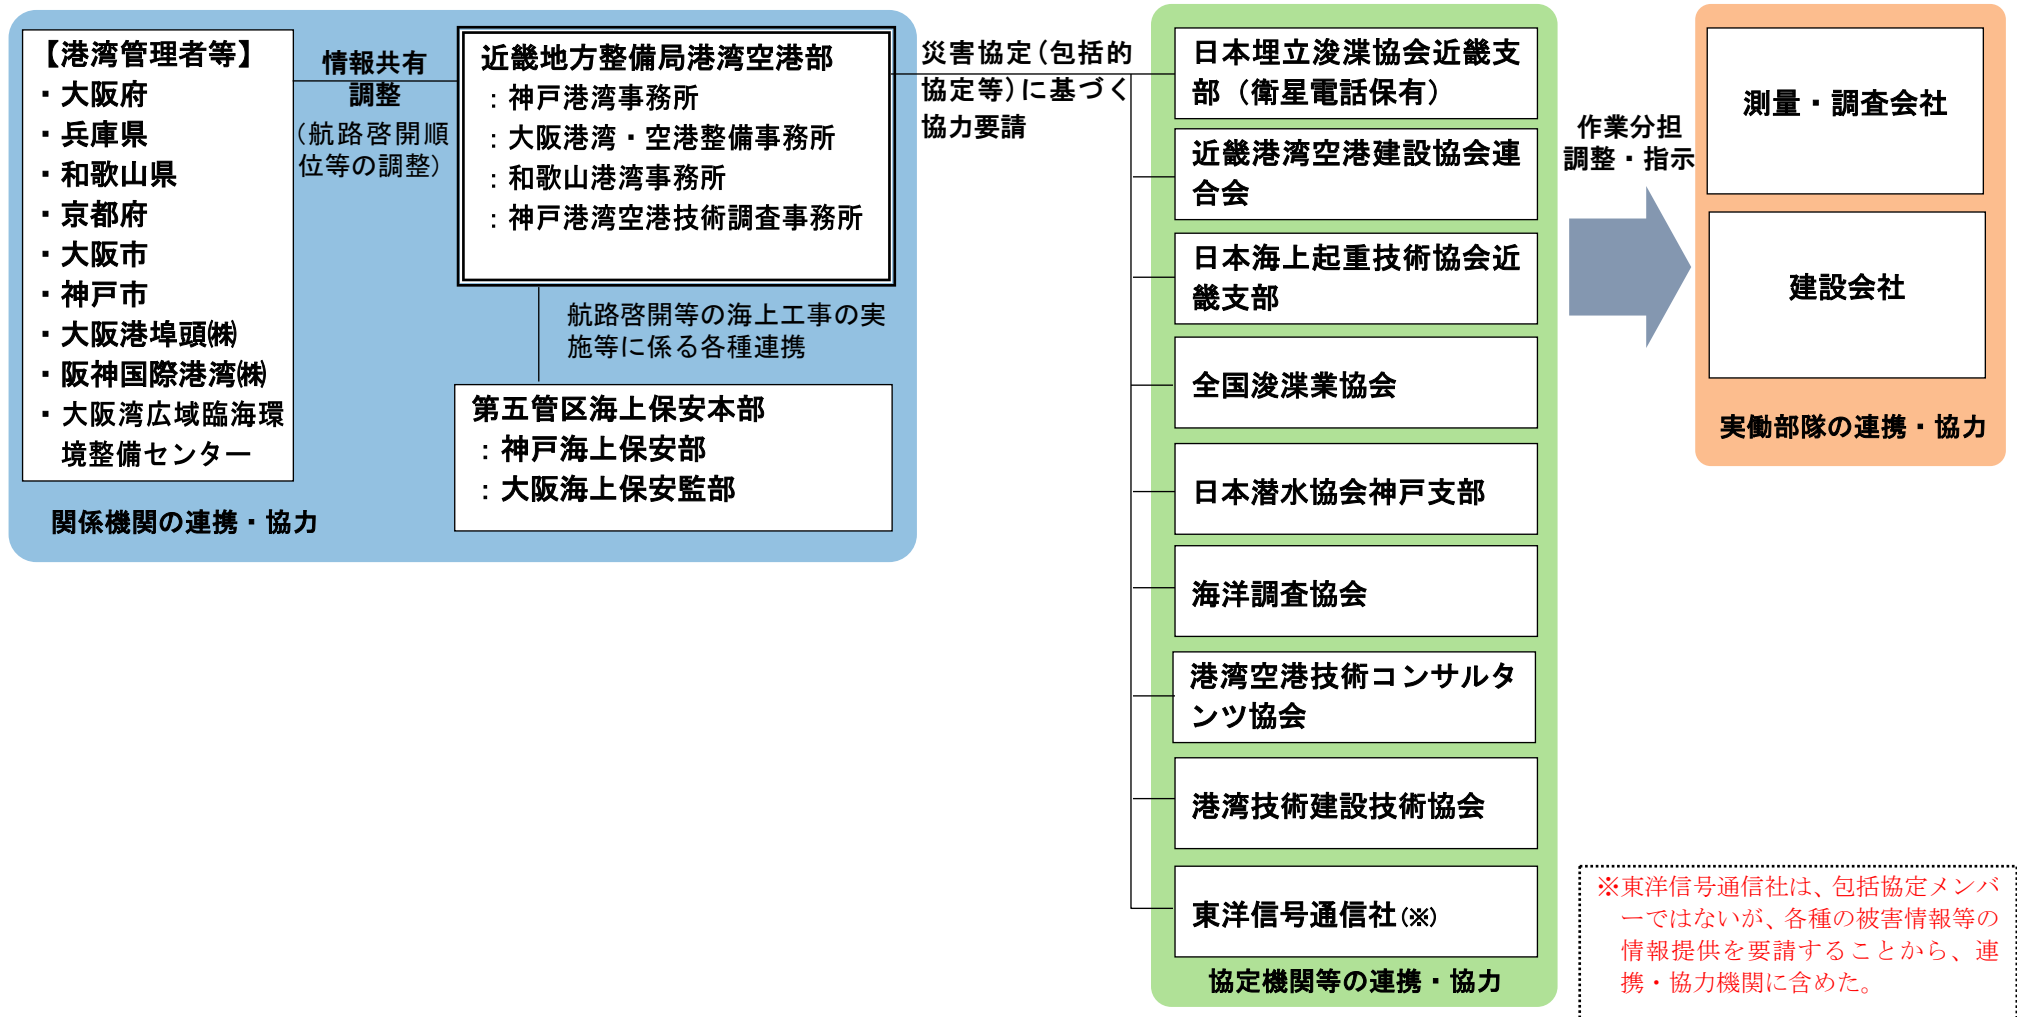 【港湾管理者等】
・大阪府
・兵庫県
・和歌山県
・京都府
・大阪市
・神戸市
・大阪港埠頭㈱
・阪神国際港湾㈱
・大阪湾広域臨海環
境整備センター
情報共有
調整
(航路啓開順
位等の調整)
近畿地方整備局港湾空港部
:神戸港湾事務所
:大阪港湾・空港整備事務所
:和歌山港湾事務所
:神戸港湾空港技術調査事務所
航路啓開等の海上工事の実
施等に係る各種連携
第五管区海上保安本部
:神戸海上保安部
:大阪海上保安監部
関係機関の連携・協力
災害協定(包括的
協定等)に基づく
協力要請
日本埋立浚渫協会近畿支
部(衛星電話保有)
近畿港湾空港建設協会連
合会
日本海上起重技術協会近
畿支部
全国浚渫業協会
日本潜水協会神戸支部
海洋調査協会
港湾空港技術コンサルタ
ンツ協会
港湾技術建設技術協会
東洋信号通信社(※)
協定機関等の連携・協力
作業分担
調整・指示
測量・調査会社
建設会社
実働部隊の連携・協力
※東洋信号通信社は、包括協定メンバ
ーではないが、各種の被害情報等の
情報提供を要請することから、連
携・協力機関に含めた。